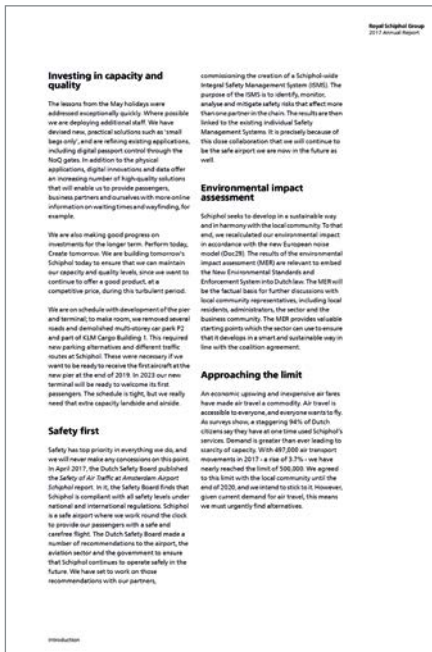 Royal Schiphol Group
2017 Annual Report
Investing in capacity and
quality
The lessons from the May holidays were
addressed exceptionally quickly. Where possible
we are deploying additional staff. We have
devised new, practical solutions such as 'small
bags only', and are refining existing applications,
including digital passport control through the
NoQ gates. In addition to the physical
applications, digital innovations and data offer
an increasing number of high-quality solutions
that will enable us to provide passengers,
business partners and ourselves with more online
information on waiting times and wayfinding, for
example.
We are also making good progress on
investments for the longer term. Perform today,
Create tomorrow. We are building tomorrow's
Schiphol today to ensure that we can maintain
our capacity and quality levels, since we want to
continue to offer a good product, at a
competitive price, during this turbulent period.
We are on schedule with development of the pier
and terminal; to make room, we removed several
roads and demolished multi-storey car park P2
and part of KLM Cargo Building 1. This required
new parking alternatives and different traffic
routes at Schiphol. These were necessary if we
want to be ready to receive the first aircraft at the
new pier at the end of 2019. In 2023 our new
terminal will be ready to welcome its first
passengers. The schedule is tight, but we really
need that extra capacity landside and airside.
Safety first
Safety has top priority in everything we do, and
we will never make any concessions on this point.
In April 2017, the Dutch Safety Board published
the Safety of Air Traffic at Amsterdam Airport
Schiphol report. In it, the Safety Board finds that
Schiphol is compliant with all safety levels under
national and international regulations. Schiphol
is a safe airport where we work round the clock
to provide our passengers with a safe and
carefree flight. The Dutch Safety Board made a
number of recommendations to the airport, the
aviation sector and the government to ensure
that Schiphol continues to operate safely in the
future. We have set to work on those
recommendations with our partners,
commissioning the creation of a Schiphol-wide
Integral Safety Management System (ISMS). The
purpose of the ISMS is to identify, monitor,
analyse and mitigate safety risks that affect more
than one partner in the chain. The results are then
linked to the existing individual Safety
Management Systems. It is precisely because of
this close collaboration that we will continue to
be the safe airport we are now in the future as
well.
Environmental impact
assessment
Schiphol seeks to develop in a sustainable way
and in harmony with the local community. To that
end, we recalculated our environmental impact
in accordance with the new European noise
model (Doc29). The results of the environmental
impact assessment (MER) are relevant to embed
the New Environmental Standards and
Enforcement System into Dutch law. The MER will
be the factual basis for further discussions with
local community representatives, including local
residents, administrators, the sector and the
business community. The MER provides valuable
starting points which the sector can use to ensure
that it develops in a smart and sustainable way in
line with the coalition agreement.
Approaching the limit
An economic upswing and inexpensive air fares
have made air travel a commodity. Air travel is
accessible to everyone, and everyone wants to fly.
As surveys show, a staggering 94% of Dutch
citizens say they have at one time used Schiphol's
services. Demand is greater than ever leading to
scarcity of capacity. With 497,000 air transport
movements in 2017 - a rise of 3.7% - we have
nearly reached the limit of 500,000. We agreed
to this limit with the local community until the
end of 2020, and we intend to stick to it. However,
given current demand for air travel, this means
we must urgently find alternatives.
Introduction